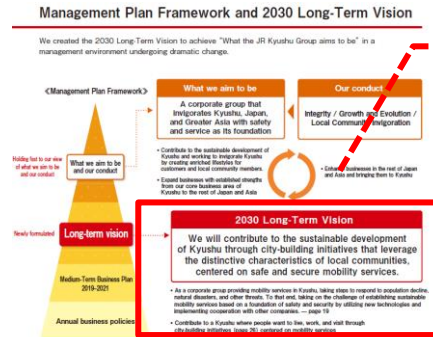 Management Plan Framework and 2030 Long-Term Vision
We created the 2030 Long-Term Vision to achieve "What the JR Kyushu Group aims to be" in a
management environment undergoing dramatic change.
<Management Plan Framework>
What we aim to be
A corporate group that
Invigorates Kyushu, Japan,
and Greater Asia with safety
and service as its foundation
Our conduct
Integrity / Growth and Evolution /
Local Community Invigoration
Holding fast to our view
of what we aim to be
and our conduct
What we aim to be
and our conduct
• Contribute to the sustainable development
of Kyushu and working to invigorate Kyushu
by creating enriched lifestyles for
customers and local community members.
• Expand businesses with established strengths
from our core business area of
Kyushu to the rest of Japan and Asia
• Enhance businesses in the rest of Japan
and Asia and bringing them to Kyushu
Newly formulated
Long-term vision
2030 Long-Term Vision
We will contribute to the sustainable development
of Kyushu through city-building initiatives that leverage
the distinctive characteristics of local communities,
centered on safe and secure mobility services.
Medium-Term Business Plan
2019-2021
Annual business policies
• As a corporate group providing mobility services in Kyushu, taking steps to respond to population decline,
natural disasters, and other threats. To that end, taking on the challenge of establishing sustainable
mobility services based on a foundation of safety and security by utilizing new technologies and
implementing cooperation with other companies. — page 19
• Contribute to a Kyushu where people want to live, work, and visit through
city-building initiatives (page 26) centered on mobility services